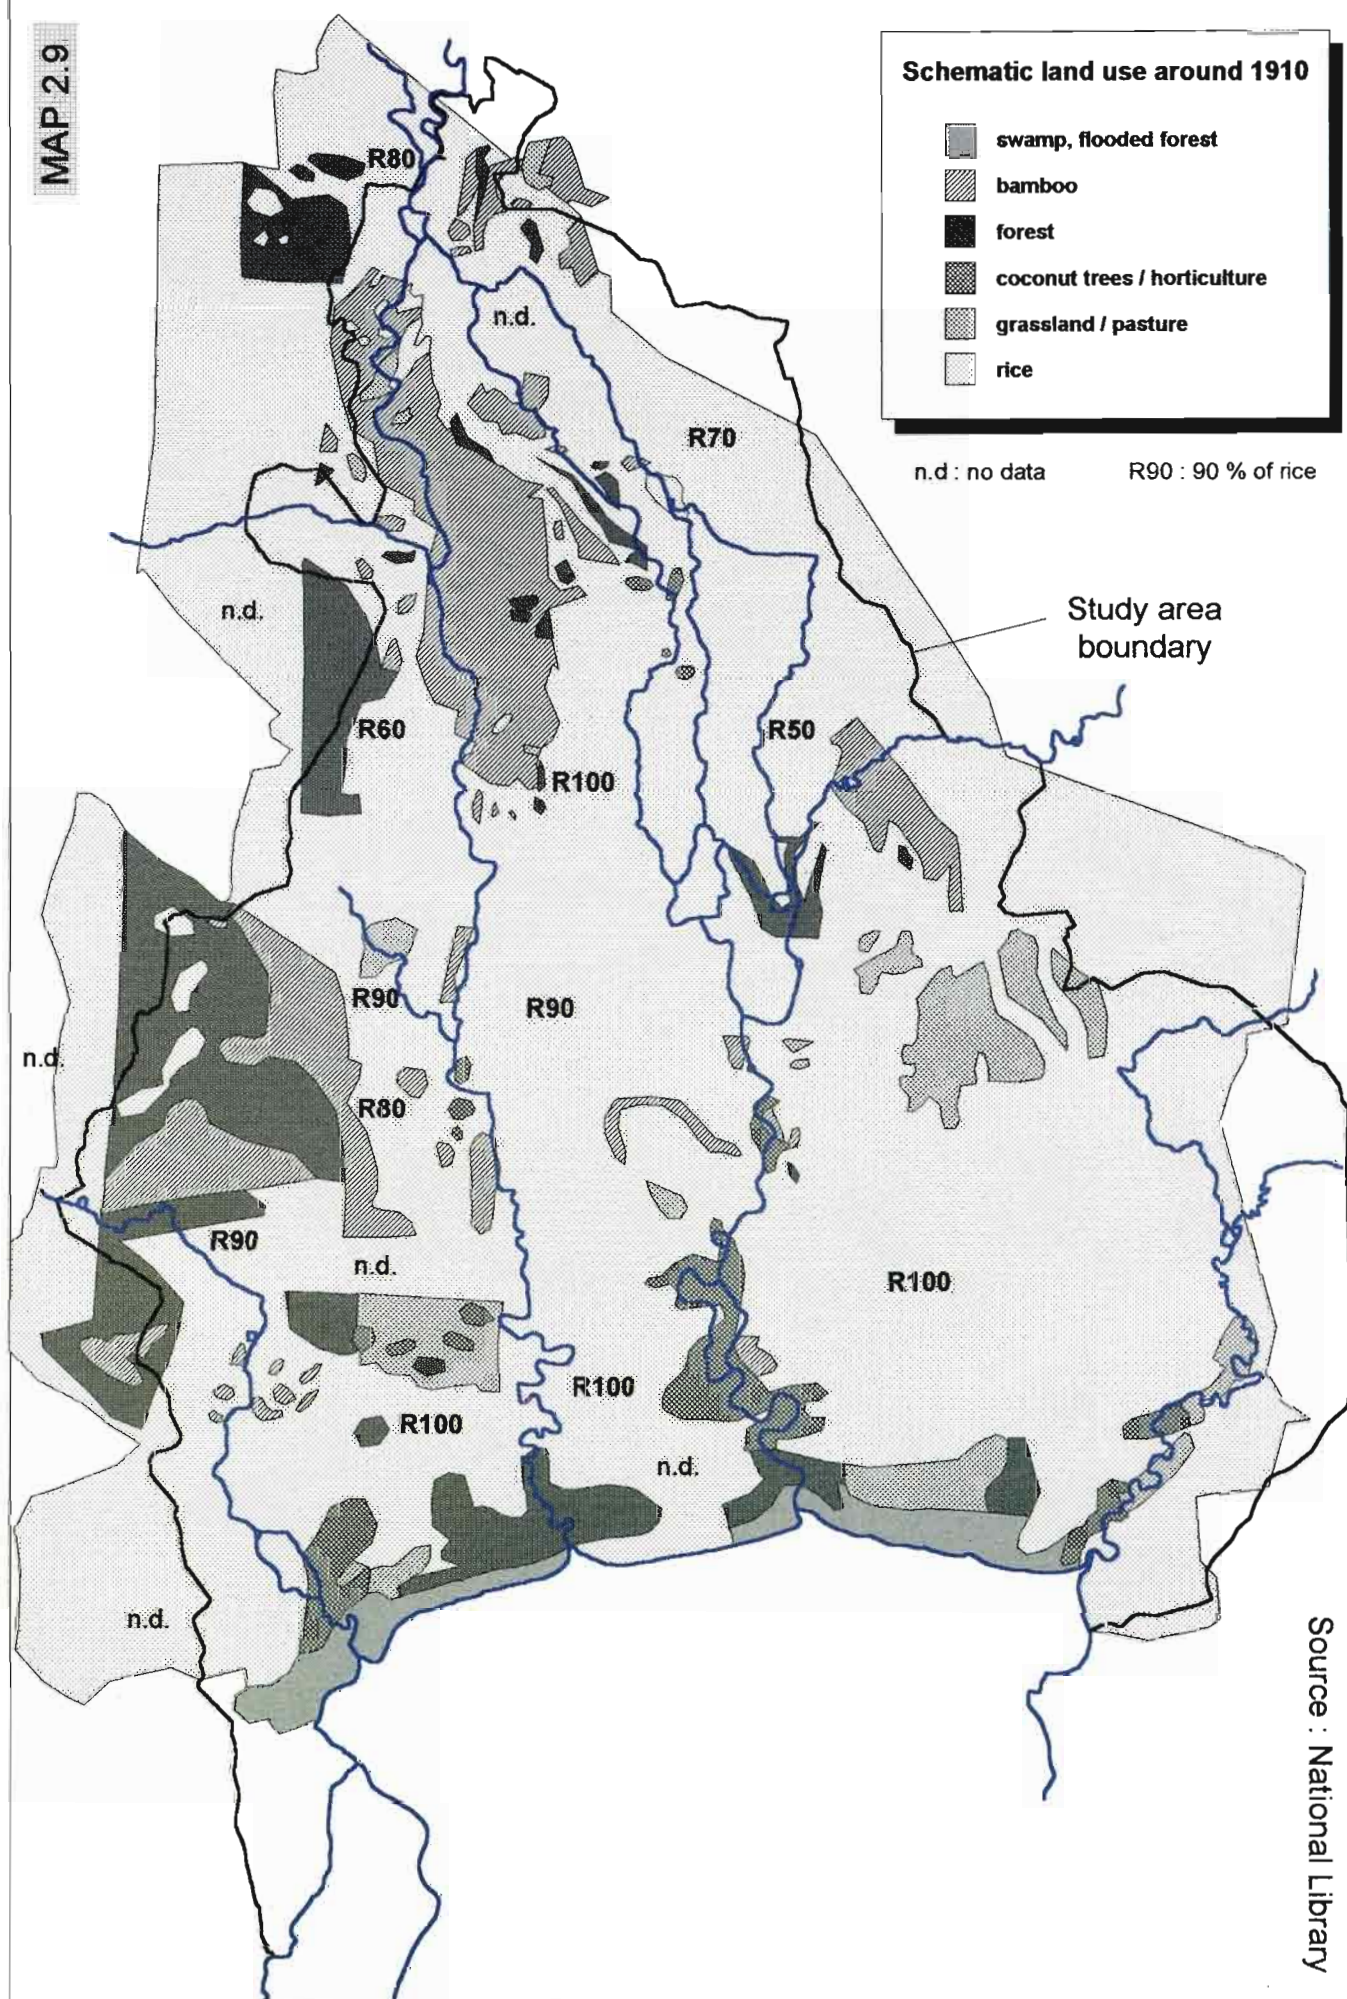 MAP 2.9
Schematic land use around 1910
swamp, flooded forest
bamboo
forest
coconut trees / horticulture
grassland / pasture
rice
n.d : no data
R90 : 90 % of rice
R80
n.d.
R70
n.d.
Study area
boundary
R60
R50
R100
R90
R90
n.d.
R80
R90
n.d.
R100
R100
R100
n.d.
n.d.
Source : National Library